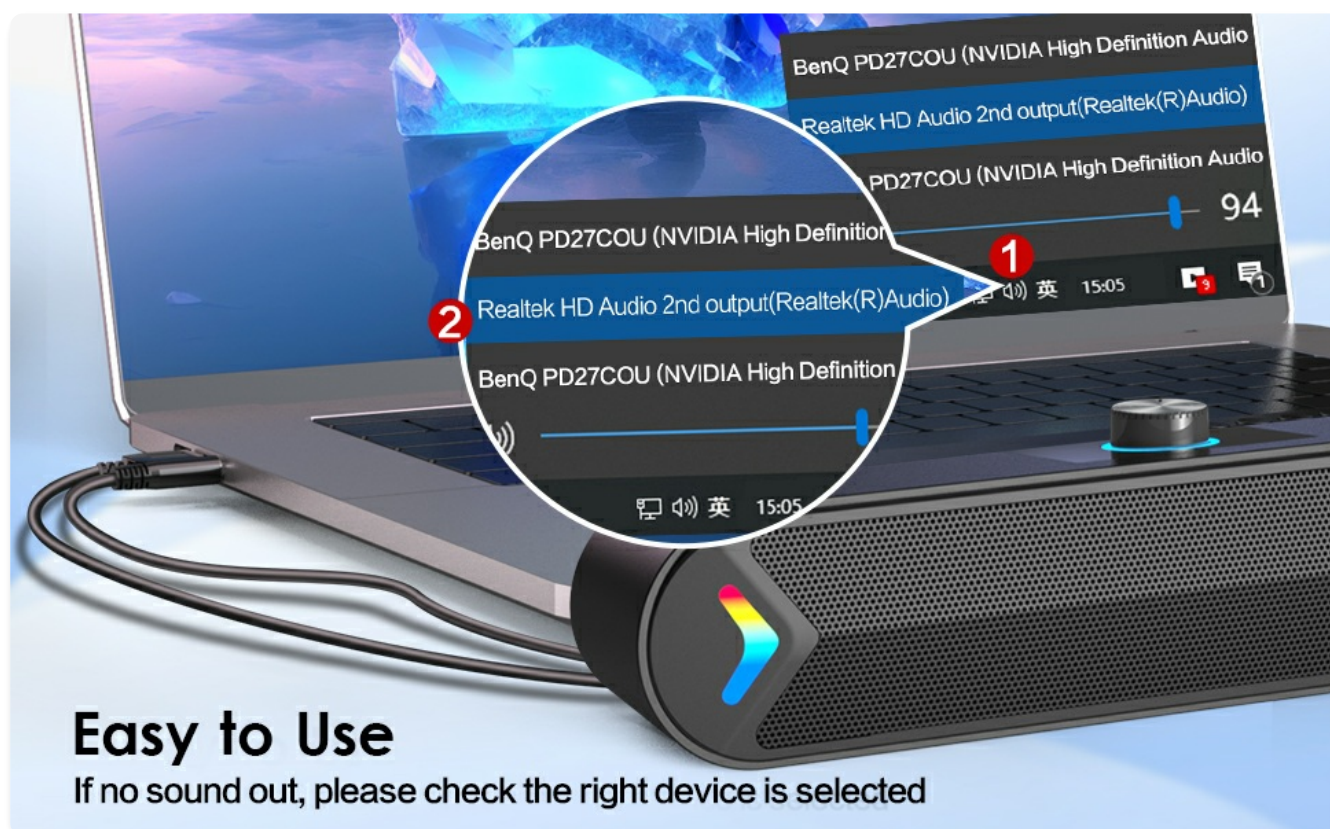 BenQ PD27COU (NVIDIA High Definition Audio
Realtek HD Audio 2nd output(Realtek(R)Audio)
PD27COU (NVIDIA High Definition Audio
94
1
英 15:05 9 1
BenQ PD27COU (NVIDIA High Definition
2 Realtek HD Audio 2nd output(Realtek(R)Audio)
BenQ PD27COU (NVIDIA High Definition
英 15:05
Easy to Use
If no sound out, please check the right device is selected